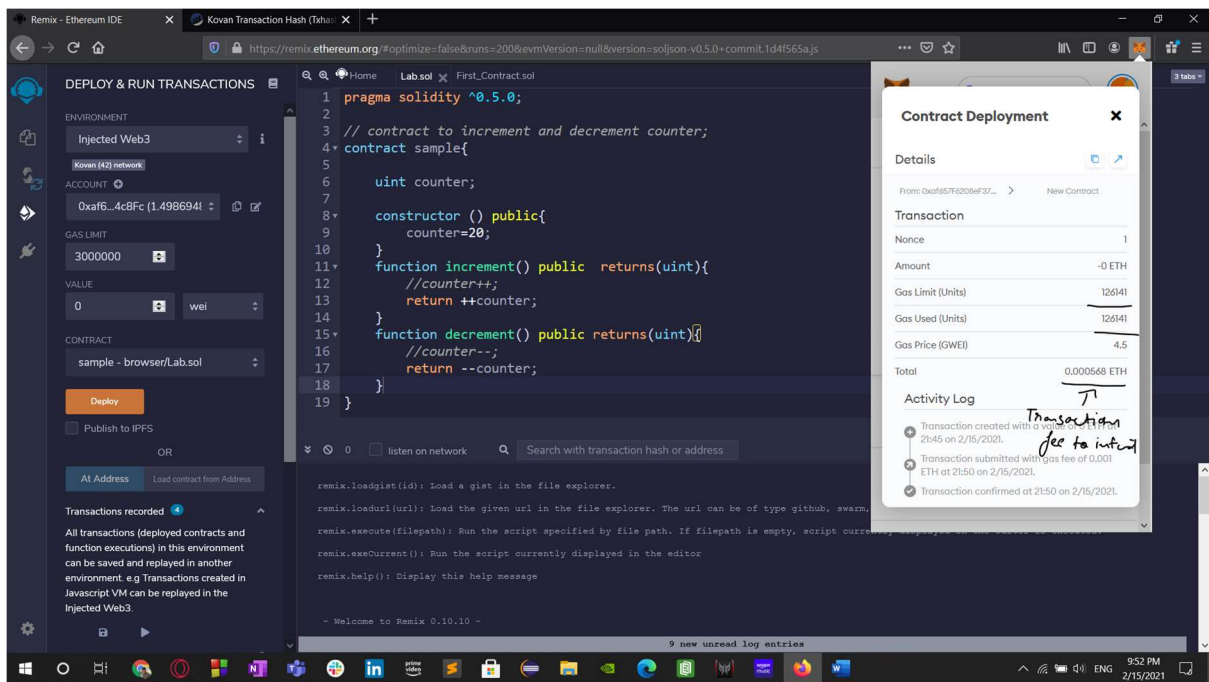 Remix - Ethereum IDE
Kovan Transaction Hash (Txhas
https://remix.ethereum.org/#optimize=false&runs=200&evmVersion=null&version=soljson-v0.5.0+commit.1d4f565a.js
3 tabs
DEPLOY & RUN TRANSACTIONS
ENVIRONMENT
Injected Web3
i
Kovan (42) network
ACCOUNT
0xaf6...4c8Fc (1.4986948
GAS LIMIT
3000000
VALUE
0
wei
CONTRACT
sample - browser/Lab.sol
Deploy
Publish to IPFS
OR
At Address
Load contract from Address
Transactions recorded 4
All transactions (deployed contracts and
function executions) in this environment
can be saved and replayed in another
environment. e.g Transactions created in
Javascript VM can be replayed in the
Injected Web3.
Home Lab.sol First_Contract.sol
1 pragma solidity ^0.5.0;
2
3 // contract to increment and decrement counter;
4 contract sample{
5
6 uint counter;
7
8 constructor () public{
9 counter=20;
10 }
11 function increment() public returns(uint){
12 //counter++;
13 return ++counter;
14 }
15 function decrement() public returns(uint){
16 //counter--;
17 return --counter;
18 }
19 }
0 listen on network Search with transaction hash or address
remix.loadgist(id): Load a gist in the file explorer.
remix.loadurl(url): Load the given url in the file explorer. The url can be of type github, swarm,
remix.execute(filepath): Run the script specified by file path. If filepath is empty, script
remix.exeCurrent(): Run the script currently displayed in the editor
remix.help(): Display this help message
- Welcome to Remix 0.10.10 -
9 new unread log entries
Contract Deployment
Details
From: 0xaf657F6208eF37... > New Contract
Transaction
Nonce 1
Amount -0 ETH
Gas Limit (Units) 126141
Gas Used (Units) 126141
Gas Price (GWEI) 4.5
Total 0.000568 ETH
Activity Log
Transaction
fee to
Transaction created with a value of 0 ETH at
21:45 on 2/15/2021.
Transaction submitted with gas fee of 0.001
ETH at 21:50 on 2/15/2021.
Transaction confirmed at 21:50 on 2/15/2021.
prime
video
ENG
9:52 PM
2/15/2021